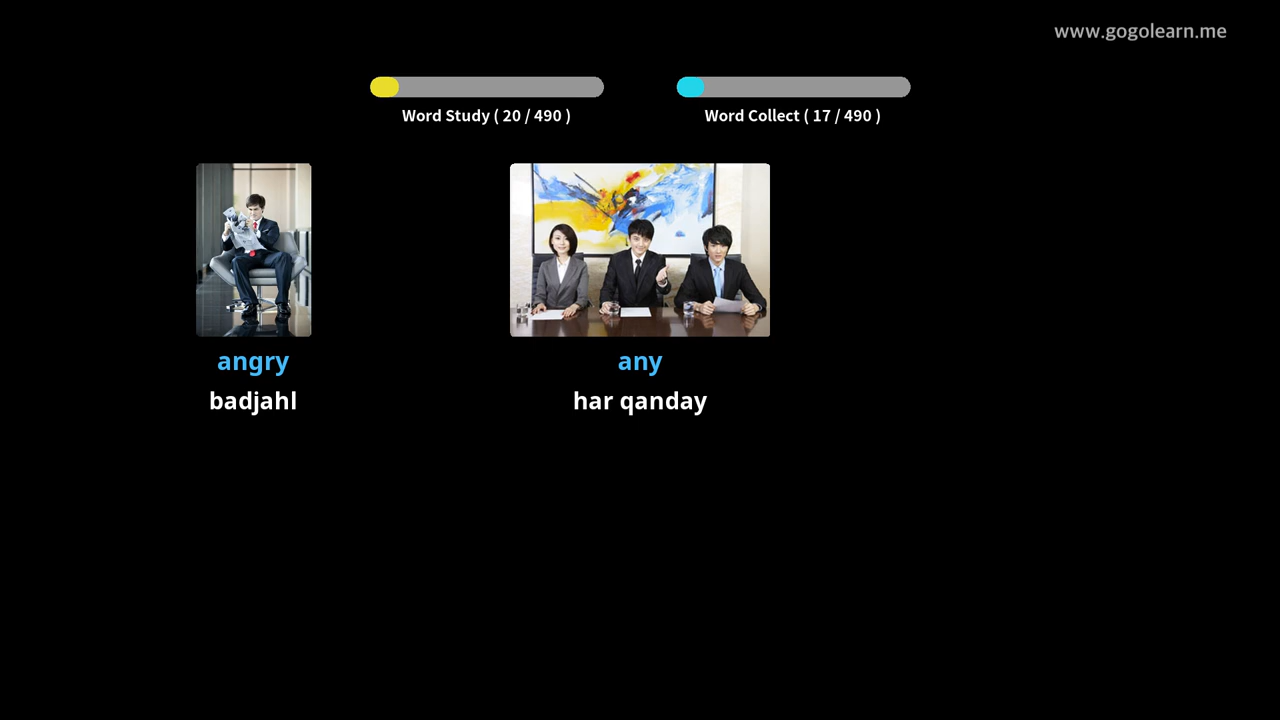 www.gogolearn.me
Word Study ( 20 / 490 )
Word Collect ( 17 / 490 )
angry
any
badjahl
har qanday